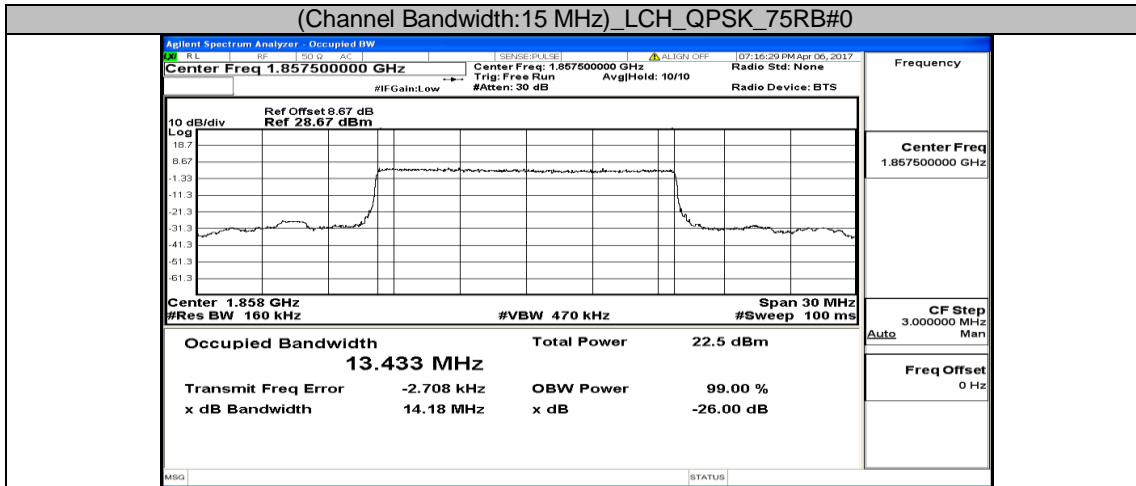 (Channel Bandwidth:15 MHz)_LCH_QPSK_75RB#0
Agilent Spectrum Analyzer - Occupied BW
LXI RL RF 50 Ω AC SENSE:PULSE ALIGN OFF 07:16:29 PM Apr 06, 2017
Center Freq 1.857500000 GHz
Center Freq: 1.857500000 GHz
Radio Std: None
Trig: Free Run Avg|Hold: 10/10
#IFGain:Low #Atten: 30 dB Radio Device: BTS
Frequency
Ref Offset 8.67 dB
10 dB/div Ref 28.67 dBm
Log
18.7
8.67
-1.33
-11.3
-21.3
-31.3
-41.3
-51.3
-61.3
Center 1.858 GHz Span 30 MHz
#Res BW 160 kHz #VBW 470 kHz #Sweep 100 ms
Occupied Bandwidth Total Power 22.5 dBm
13.433 MHz
Transmit Freq Error -2.708 kHz OBW Power 99.00 %
x dB Bandwidth 14.18 MHz x dB -26.00 dB
Center Freq
1.857500000 GHz
CF Step
3.000000 MHz
Auto Man
Freq Offset
0 Hz
MSG STATUS